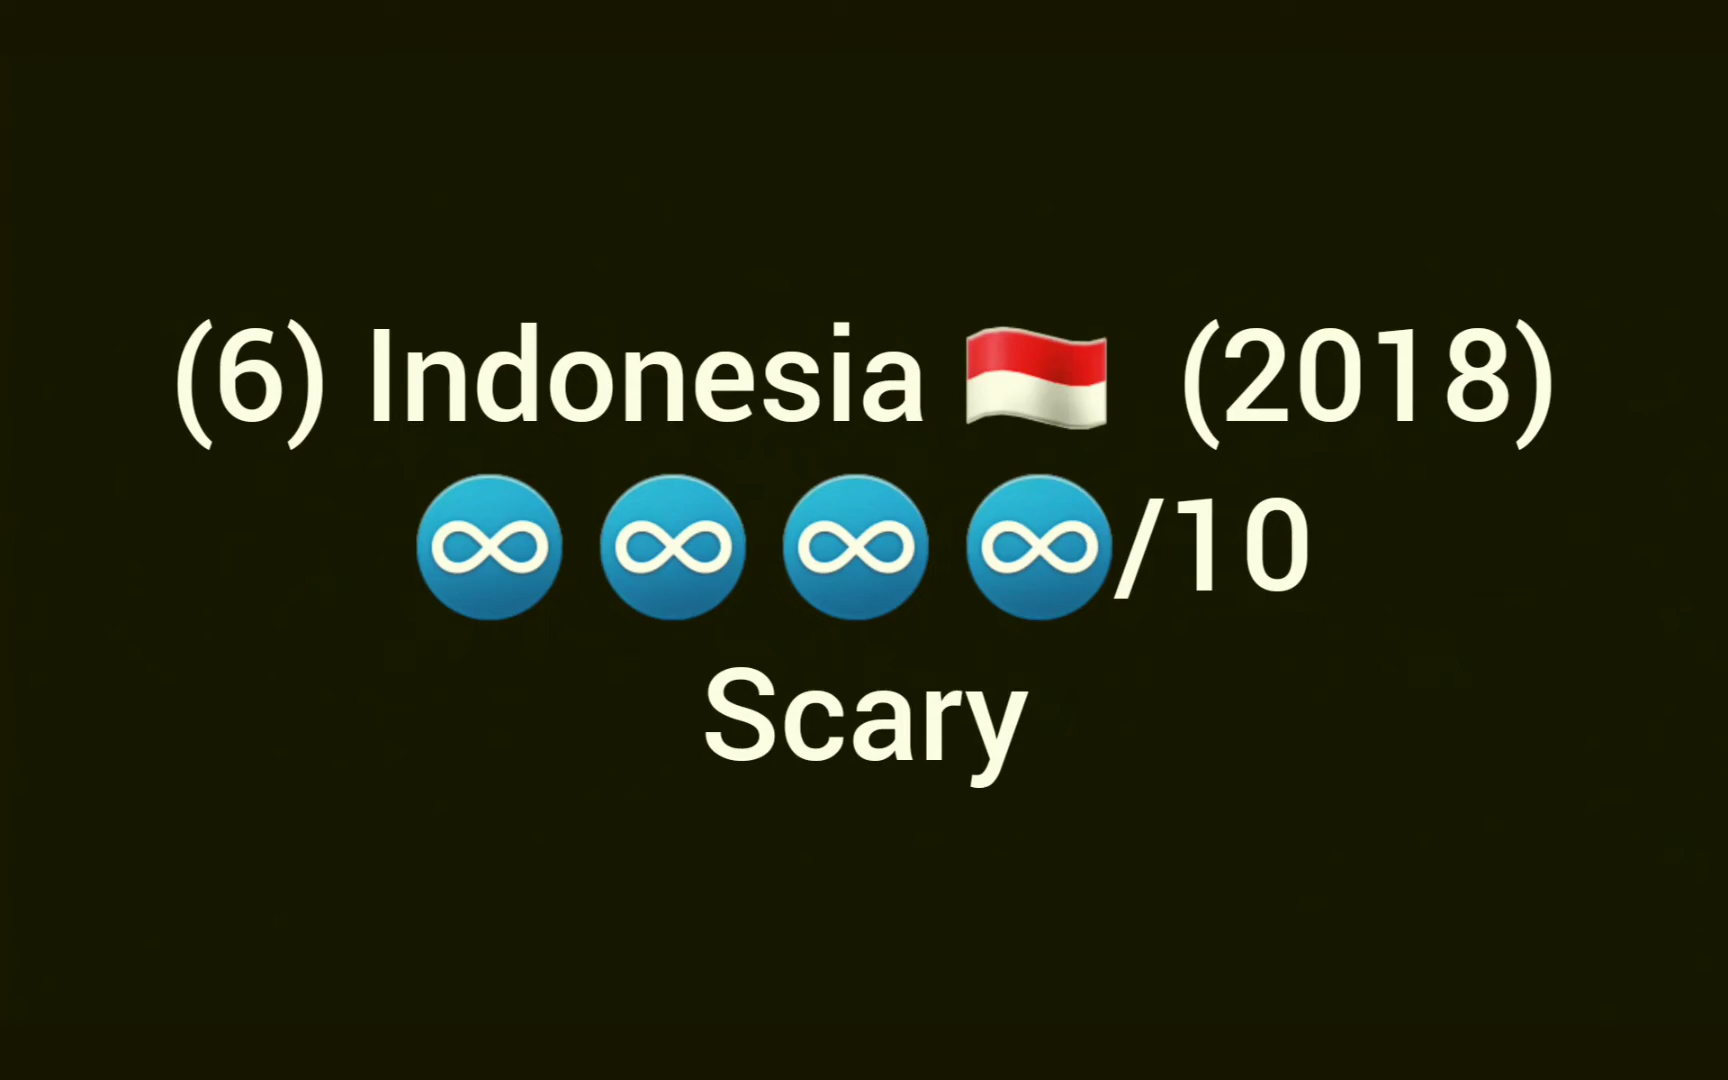 (6) Indonesia 🇮🇩 (2018)
♾️ ♾️ ♾️ ♾️/10
Scary